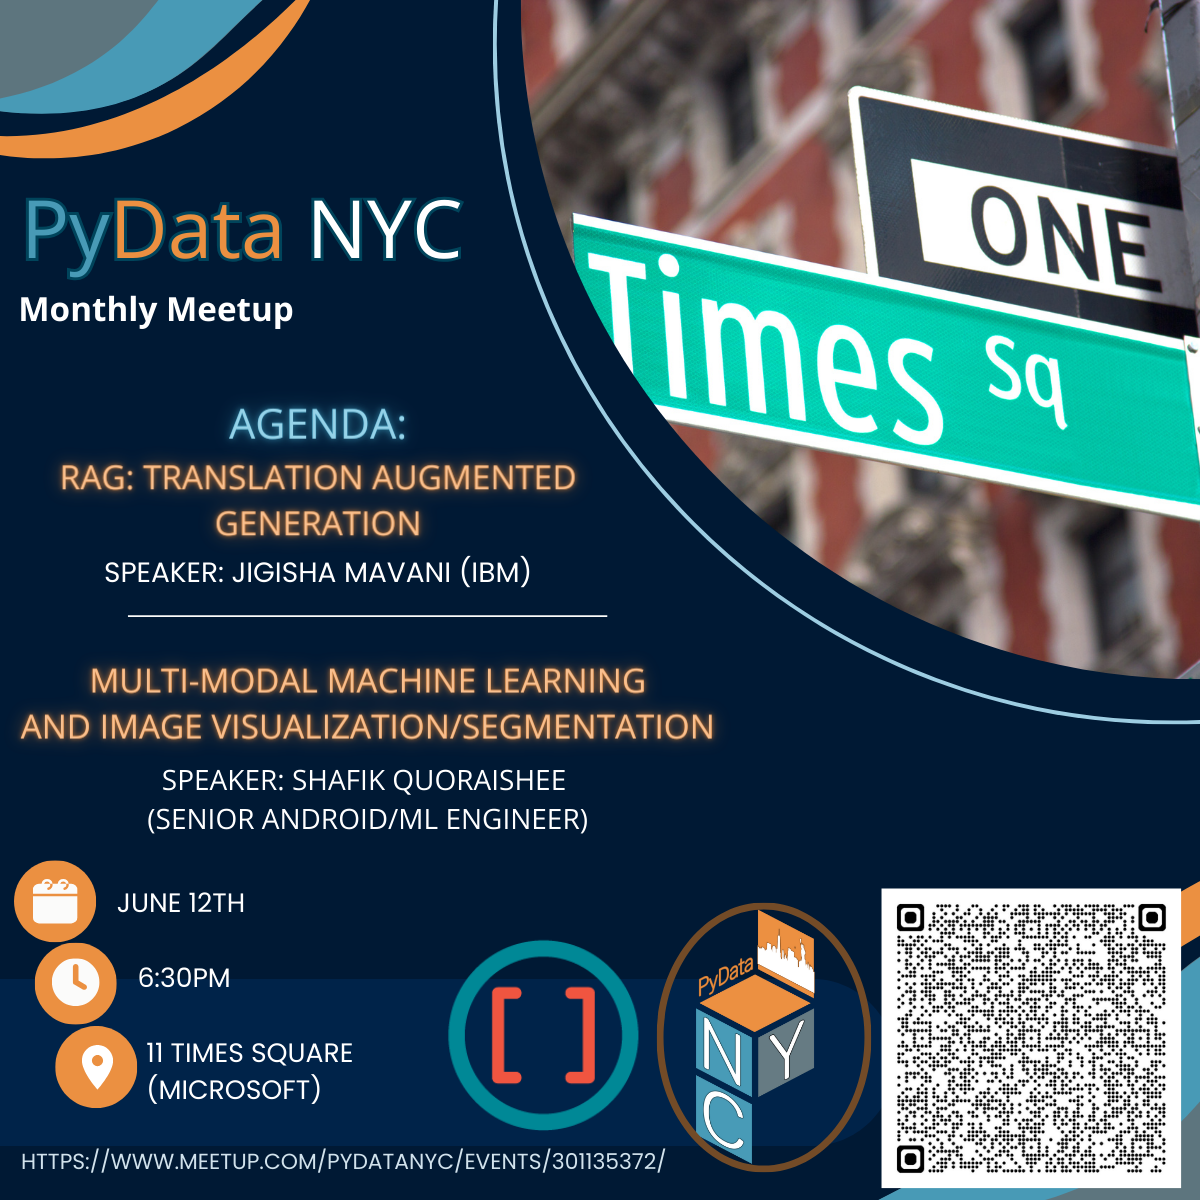 ONE
Times Sq
PyData NYC
Monthly Meetup
AGENDA:
RAG: TRANSLATION AUGMENTED
GENERATION
SPEAKER: JIGISHA MAVANI (IBM)
MULTI-MODAL MACHINE LEARNING
AND IMAGE VISUALIZATION/SEGMENTATION
SPEAKER: SHAFIK QUORAISHEE
(SENIOR ANDROID/ML ENGINEER)
JUNE 12TH
6:30PM
11 TIMES SQUARE
(MICROSOFT)
[ ]
PyData
NY
C
HTTPS://WWW.MEETUP.COM/PYDATANYC/EVENTS/301135372/